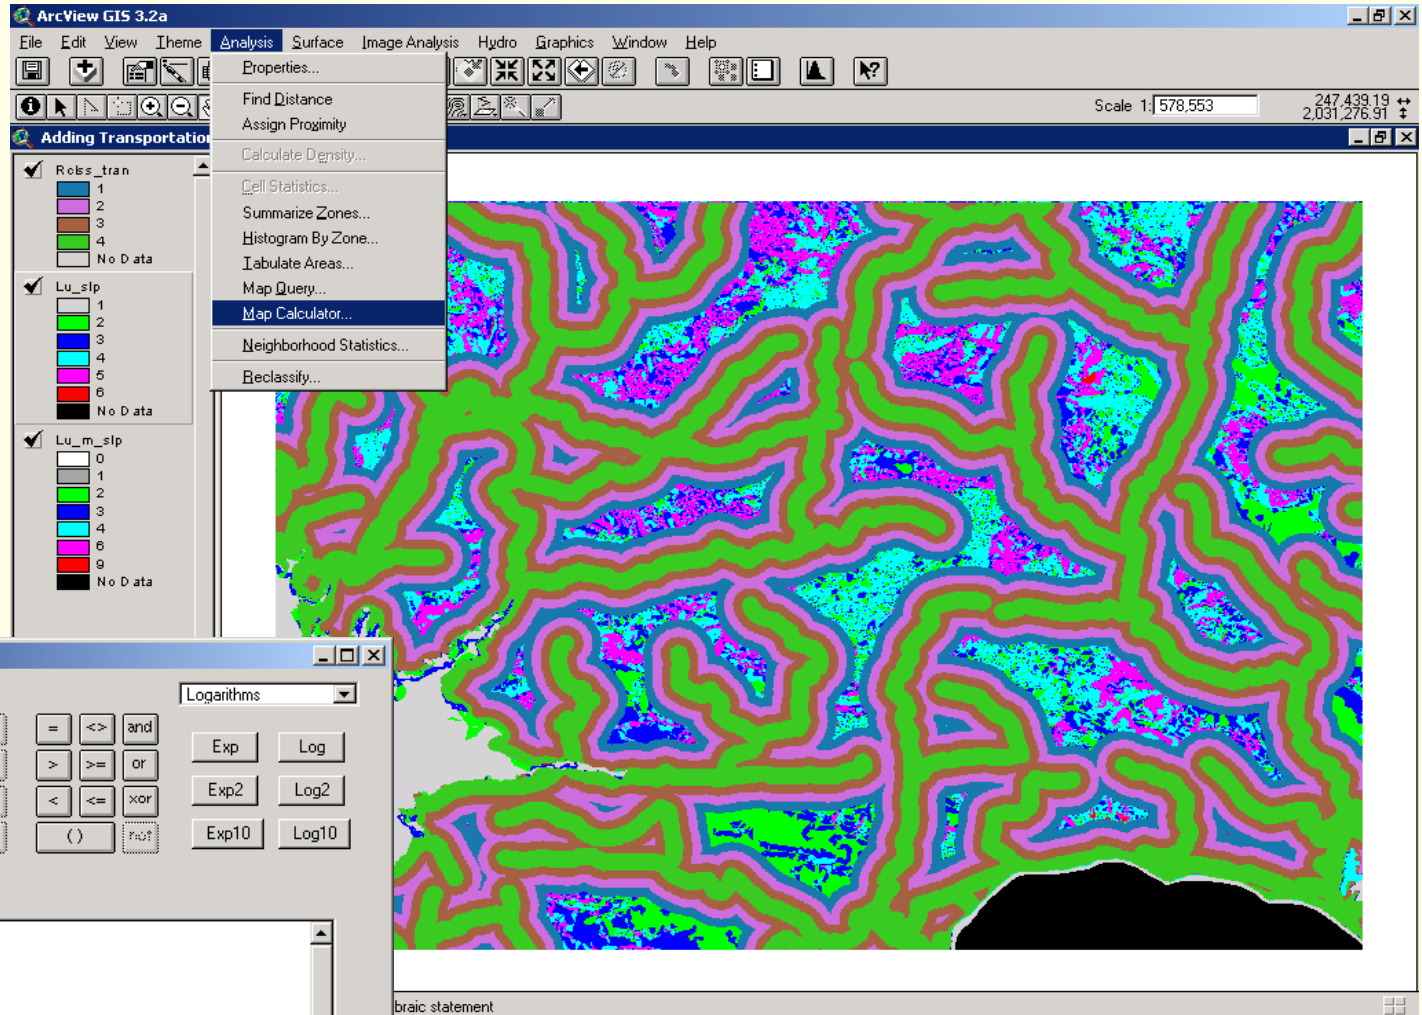 ArcView GIS 3.2a
File Edit View Theme Analysis Surface Image Analysis Hydro Graphics Window Help
Scale 1: 578,553
247,439.19
2,031,276.91
Adding Transportation
Properties...
Find Distance
Assign Proximity
Calculate Density...
Cell Statistics...
Summarize Zones...
Histogram By Zone...
Tabulate Areas...
Map Query...
Map Calculator...
Neighborhood Statistics...
Reclassify...
Rclss_tran
1
2
3
4
No Data
Lu_slp
1
2
3
4
5
6
No Data
Lu_m_slp
0
1
2
3
4
6
9
No Data
Logarithms
= <> and
> >= or
< <= xor
( ) not
Exp Log
Exp2 Log2
Exp10 Log10
braic statement